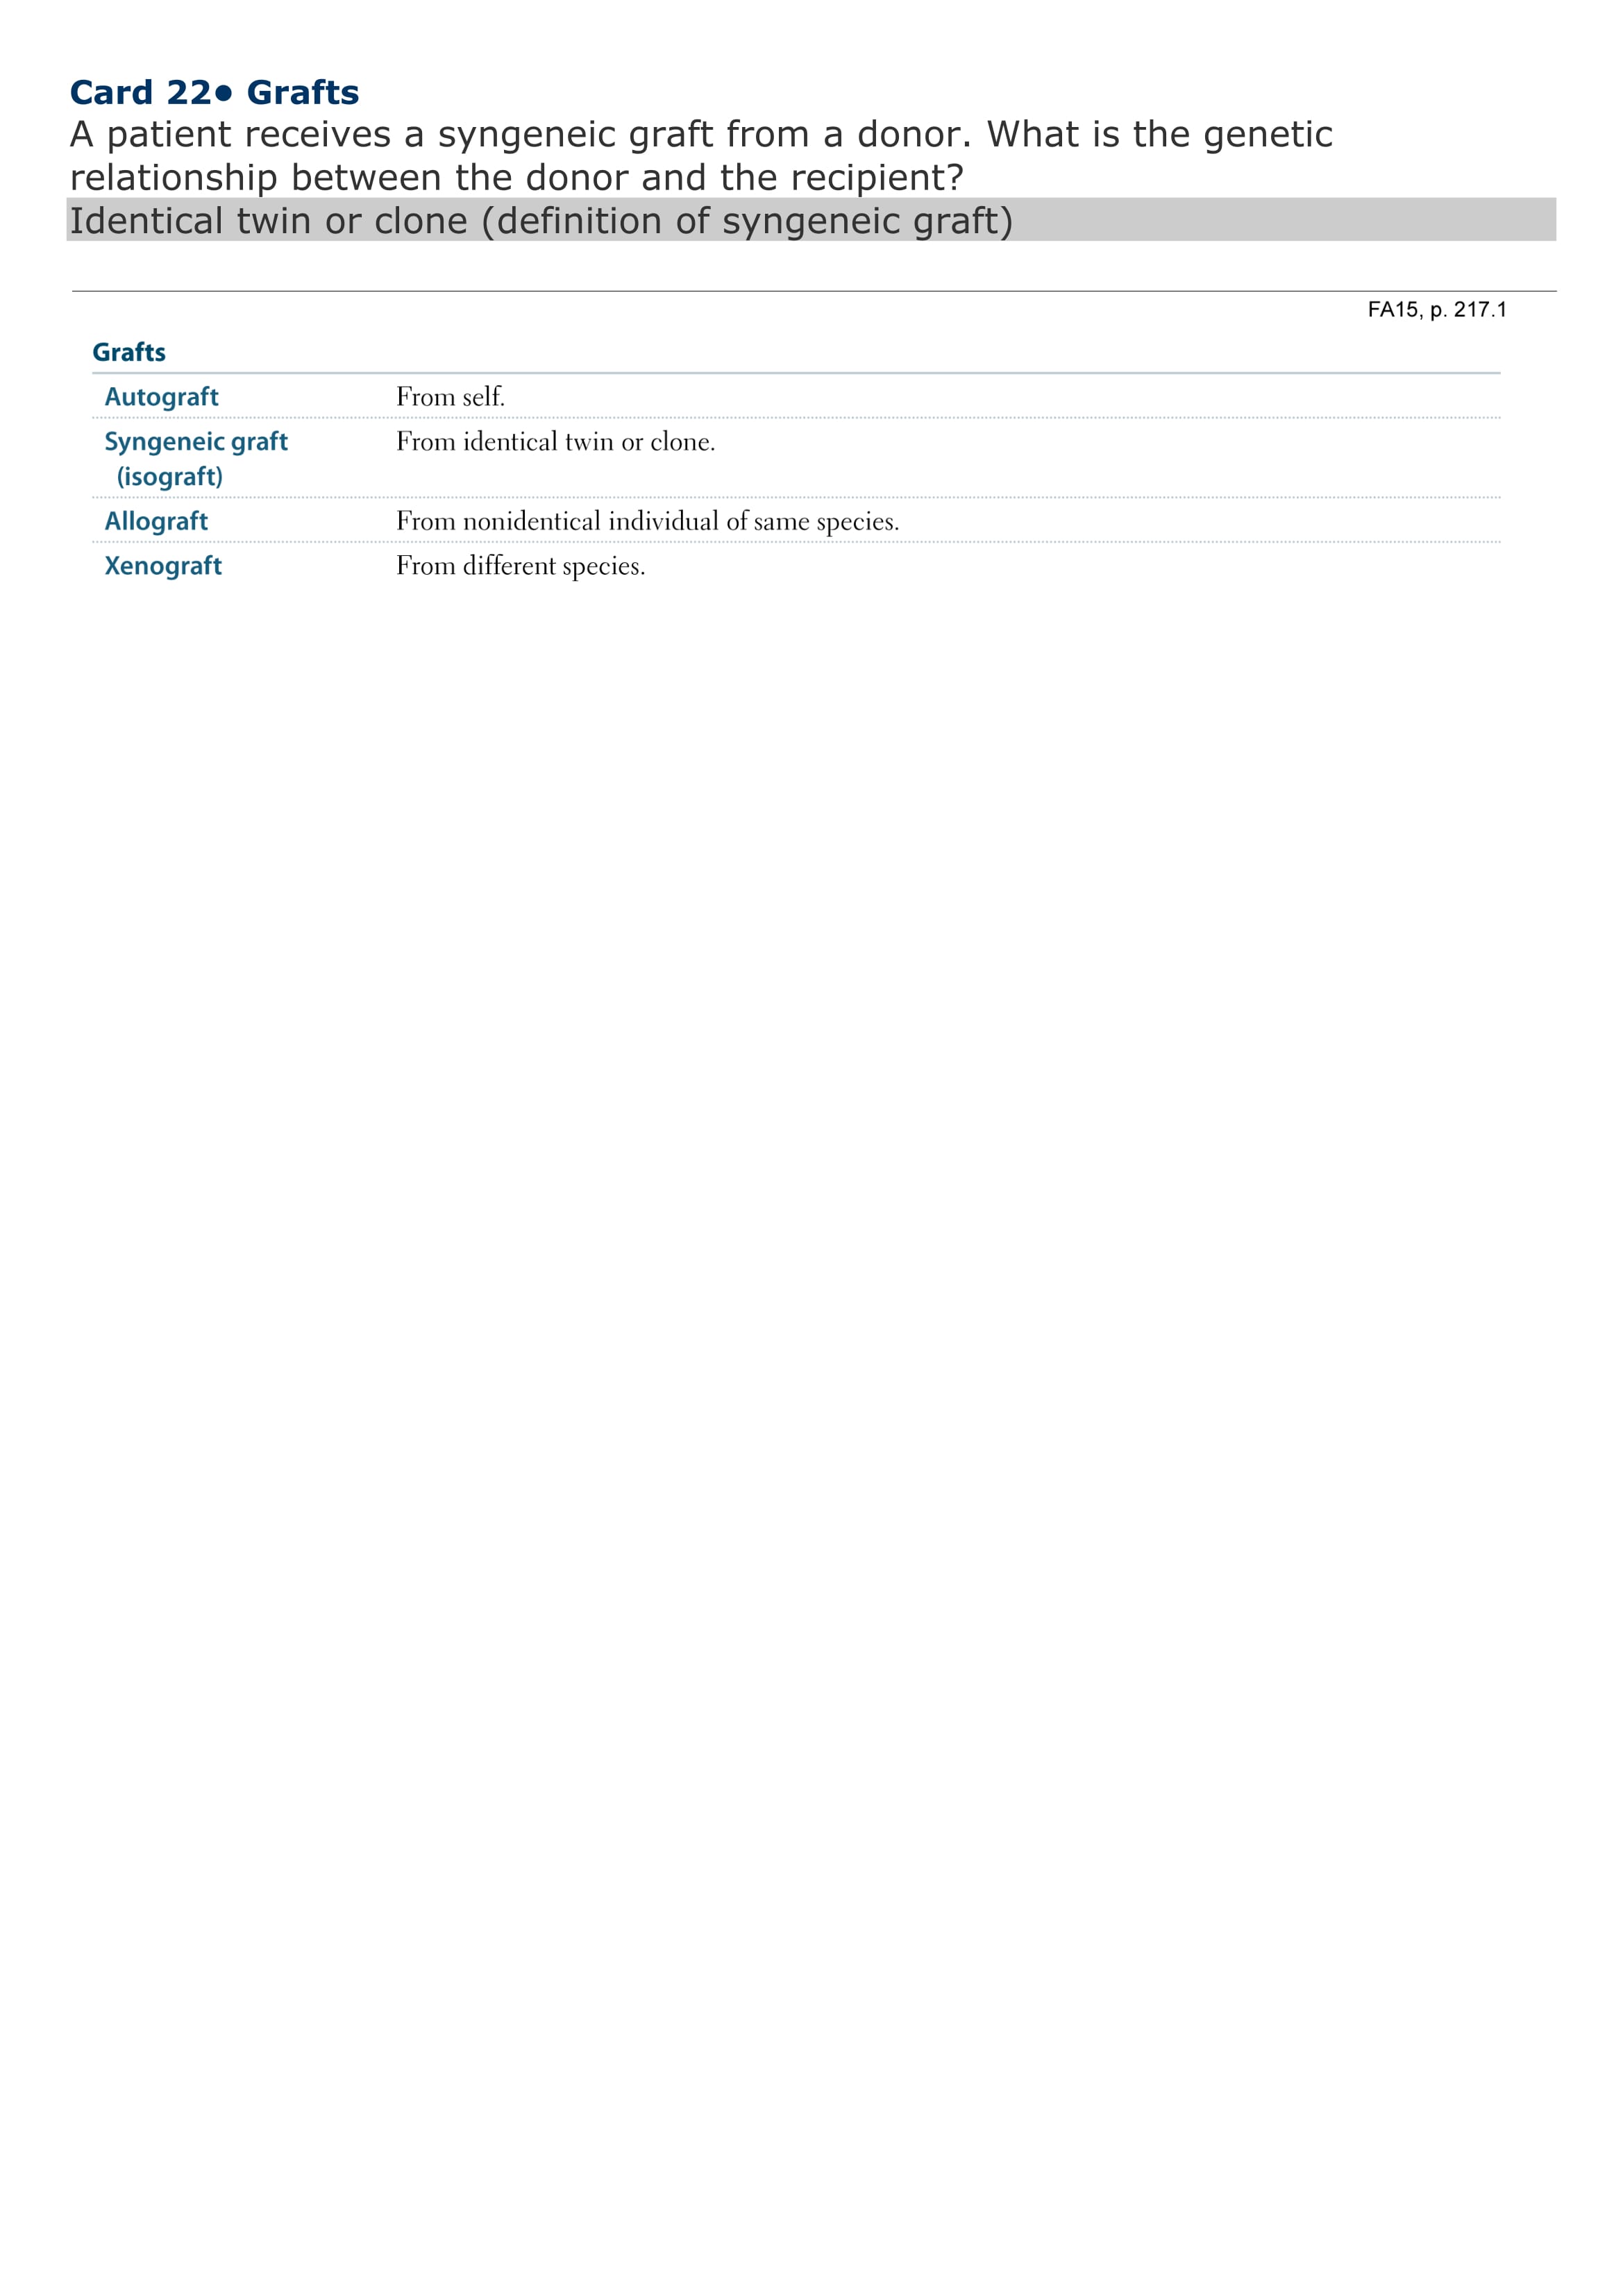 Card 22● Grafts
A patient receives a syngeneic graft from a donor. What is the genetic
relationship between the donor and the recipient?
Identical twin or clone (definition of syngeneic graft)
FA15, p. 217.1
Grafts
Autograft From self.
Syngeneic graft From identical twin or clone.
(isograft)
Allograft From nonidentical individual of same species.
Xenograft From different species.